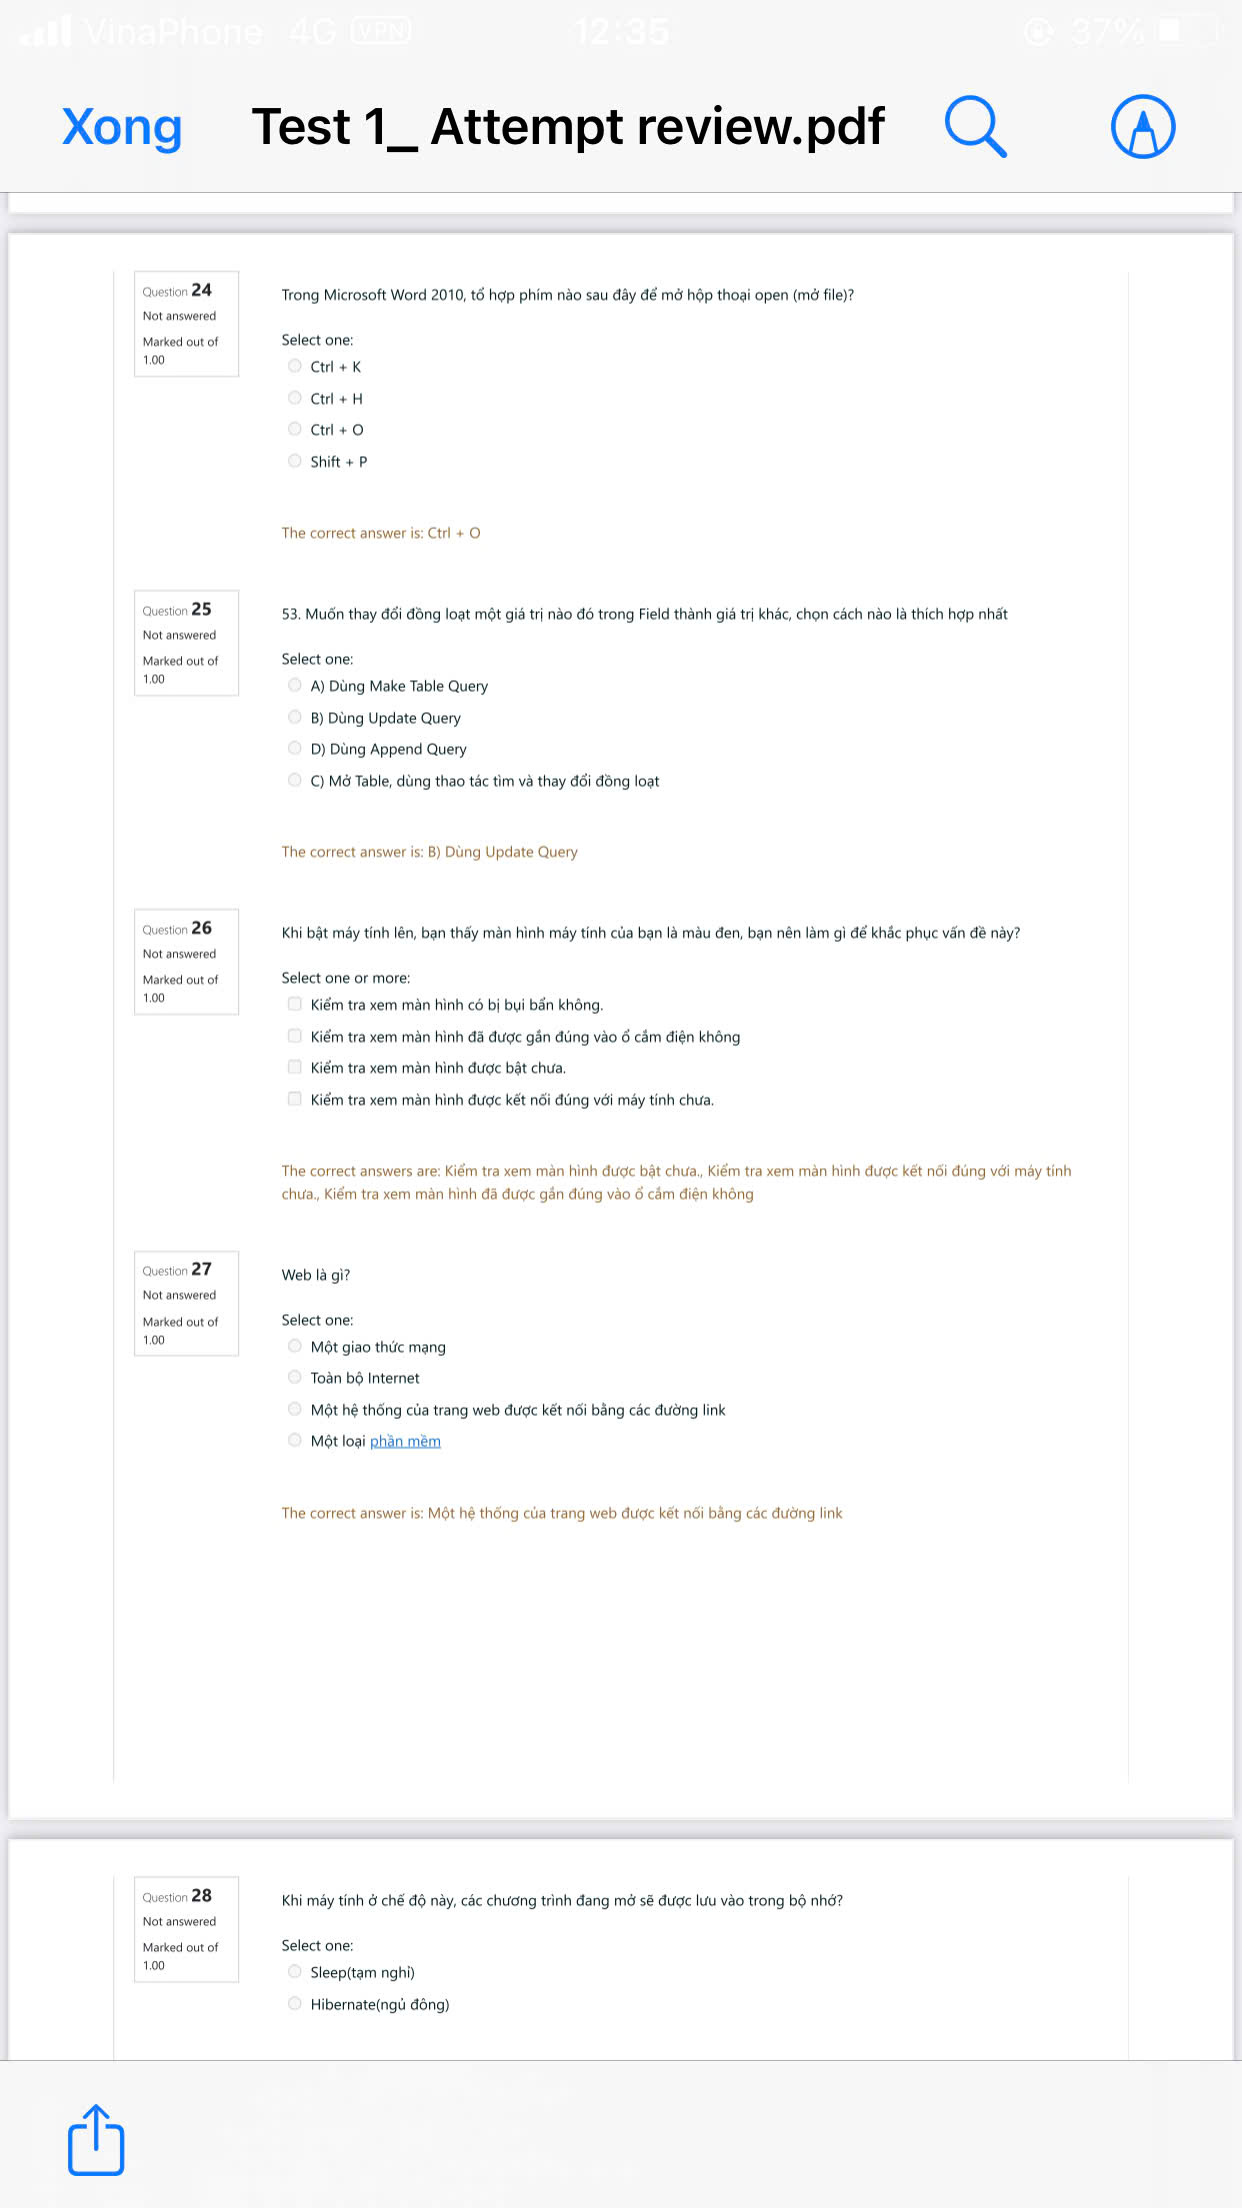 VinaPhone 4G VPN 12:35 37%
Xong Test 1_ Attempt review.pdf
Question 24
Not answered
Marked out of
1.00
Trong Microsoft Word 2010, tổ hợp phím nào sau đây để mở hộp thoại open (mở file)?
Select one:
Ctrl + K
Ctrl + H
Ctrl + O
Shift + P
The correct answer is: Ctrl + O
Question 25
Not answered
Marked out of
1.00
53. Muốn thay đổi đồng loạt một giá trị nào đó trong Field thành giá trị khác, chọn cách nào là thích hợp nhất
Select one:
A) Dùng Make Table Query
B) Dùng Update Query
D) Dùng Append Query
C) Mở Table, dùng thao tác tìm và thay đổi đồng loạt
The correct answer is: B) Dùng Update Query
Question 26
Not answered
Marked out of
1.00
Khi bật máy tính lên, bạn thấy màn hình máy tính của bạn là màu đen, bạn nên làm gì để khắc phục vấn đề này?
Select one or more:
Kiểm tra xem màn hình có bị bụi bẩn không.
Kiểm tra xem màn hình đã được gắn đúng vào ổ cắm điện không
Kiểm tra xem màn hình được bật chưa.
Kiểm tra xem màn hình được kết nối đúng với máy tính chưa.
The correct answers are: Kiểm tra xem màn hình được bật chưa., Kiểm tra xem màn hình được kết nối đúng với máy tính
chưa., Kiểm tra xem màn hình đã được gắn đúng vào ổ cắm điện không
Question 27
Not answered
Marked out of
1.00
Web là gì?
Select one:
Một giao thức mạng
Toàn bộ Internet
Một hệ thống của trang web được kết nối bằng các đường link
Một loại phần mềm
The correct answer is: Một hệ thống của trang web được kết nối bằng các đường link
Question 28
Not answered
Marked out of
1.00
Khi máy tính ở chế độ này, các chương trình đang mở sẽ được lưu vào trong bộ nhớ?
Select one:
Sleep(tạm nghỉ)
Hibernate(ngủ đông)